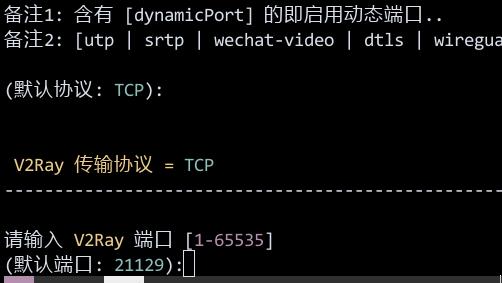 备注1: 含有 [dynamicPort] 的即启用动态端口..
备注2: [utp | srtp | wechat-video | dtls | wiregua
(默认协议: TCP):
V2Ray 传输协议 = TCP
----------------------------------------------------
请输入 V2Ray 端口 [1-65535]
(默认端口: 21129):